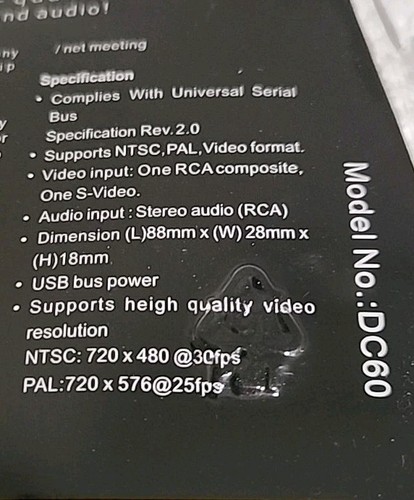 nd audio!
ny
/ net meeting
ip
Specification
• Complies With Universal Serial
Bus
Specification Rev.2.0
• Supports NTSC,PAL,Video format.
• Video input: One RCA composite,
One S-Video.
• Audio input : Stereo audio (RCA)
• Dimension (L)88mm x (W) 28mm x
(H)18mm
• USB bus power
• Supports heigh quality video
resolution
NTSC: 720 x 480 @30fps
PAL:720 x 576@25fps
Model No.:DC60